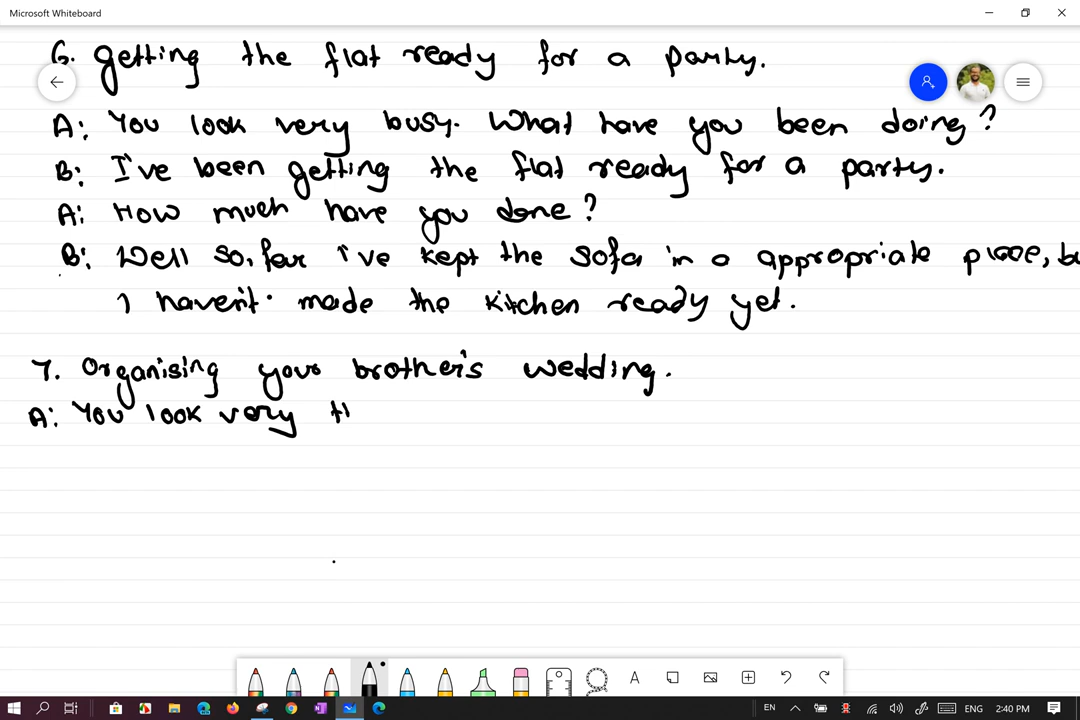 Microsoft Whiteboard
6. getting the flat ready for a party.
A: You look very busy. What have you been doing?
B: I've been getting the flat ready for a party.
A: How much have you done?
B: Well so, far I've kept the sofa in a appropriate place, bu
I haven't made the kitchen ready yet.
7. Organising your brother's wedding.
A: You look very ti
EN
ENG
2:40 PM